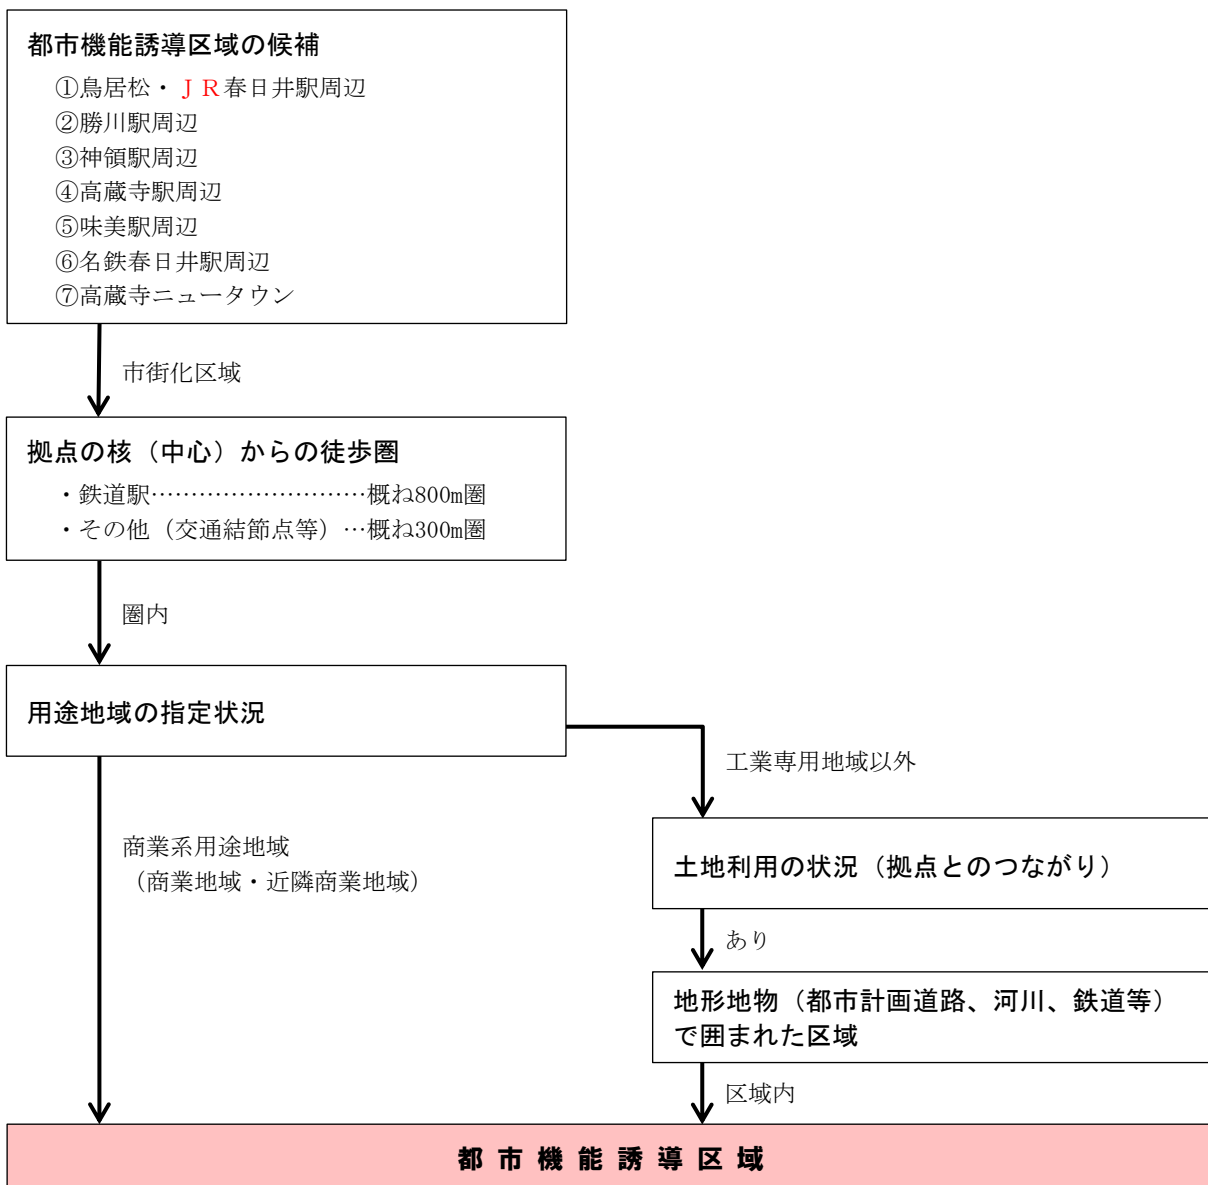 都市機能誘導区域の候補
①鳥居松・ＪＲ春日井駅周辺
②勝川駅周辺
③神領駅周辺
④高蔵寺駅周辺
⑤味美駅周辺
⑥名鉄春日井駅周辺
⑦高蔵寺ニュータウン
市街化区域
拠点の核（中心）からの徒歩圏
・鉄道駅………………………概ね800m圏
・その他（交通結節点等）…概ね300m圏
圏内
用途地域の指定状況
工業専用地域以外
商業系用途地域
（商業地域・近隣商業地域）
土地利用の状況（拠点とのつながり）
あり
地形地物（都市計画道路、河川、鉄道等）
で囲まれた区域
区域内
都市機能誘導区域